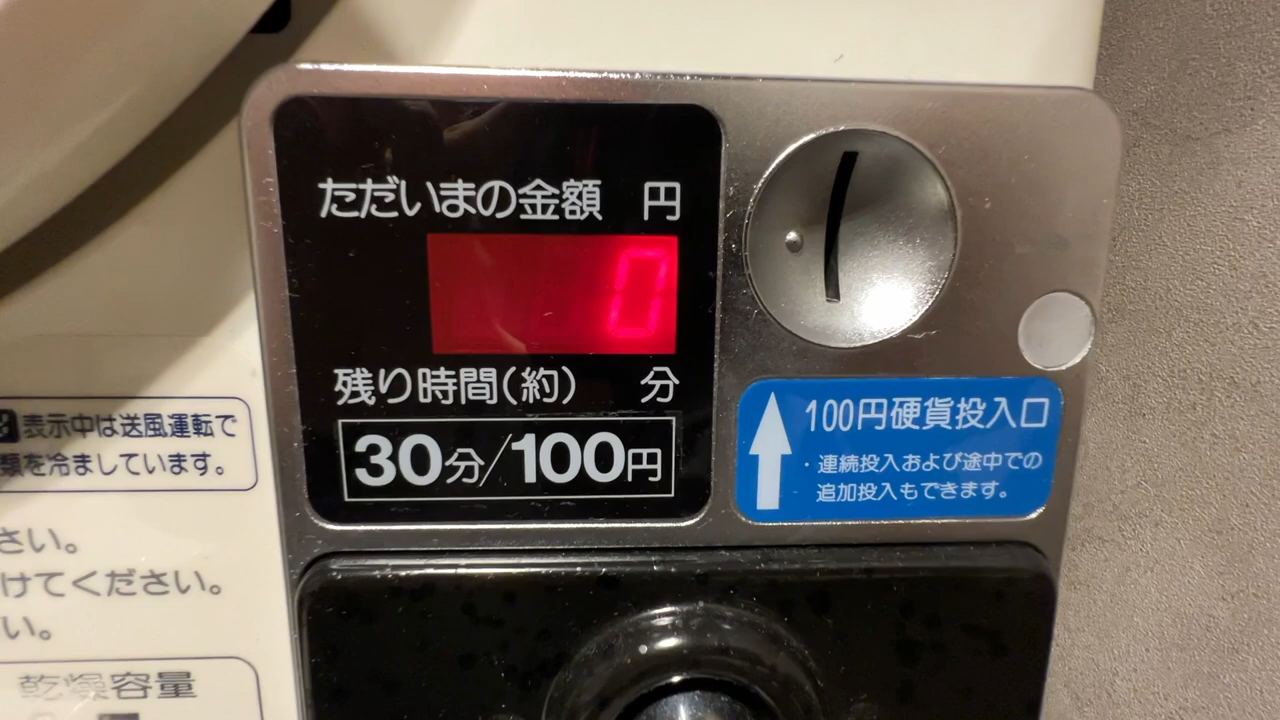 ただいまの金額 円
0
残り時間(約) 分
30分/100円
100円硬貨投入口
・連続投入および途中での
追加投入もできます。
表示中は送風運転で
類を冷ましています。
さい。
けてください。
い。
乾燥容量